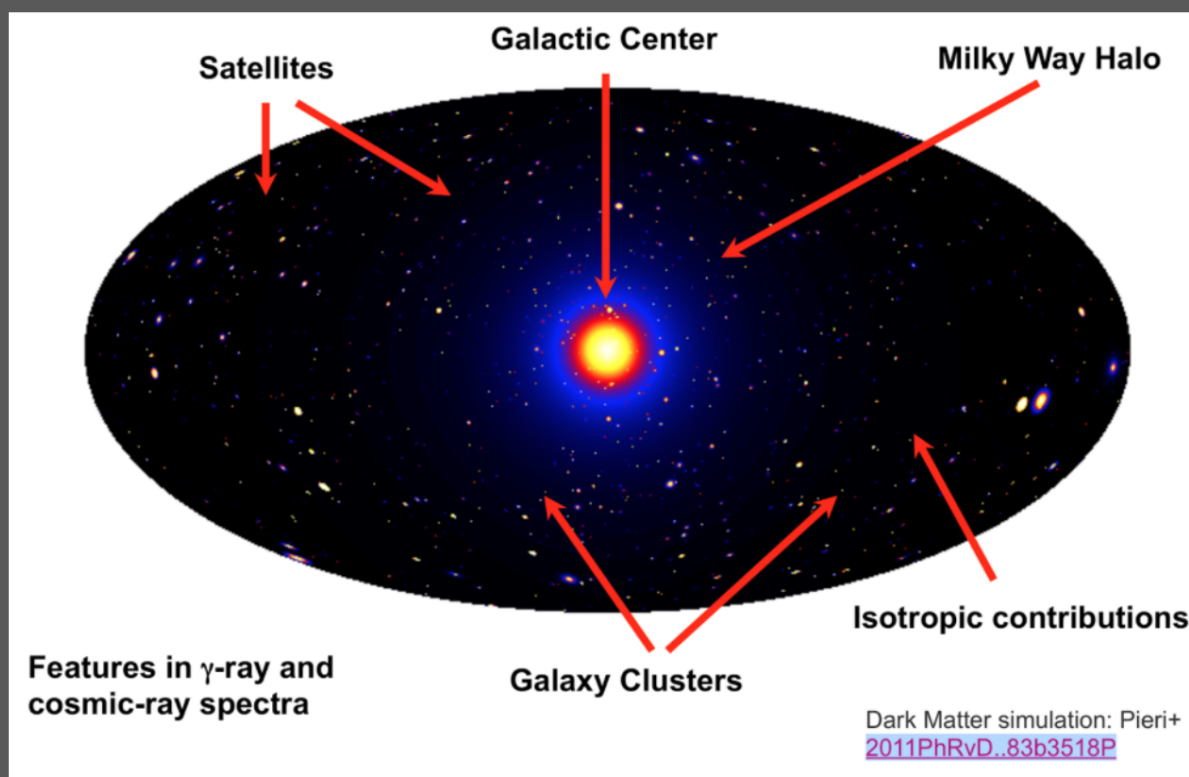 Galactic Center
Satellites
Milky Way Halo
Isotropic contributions
Galaxy Clusters
Features in γ-ray and
cosmic-ray spectra
Dark Matter simulation: Pieri+
2011PhRvD..83b3518P